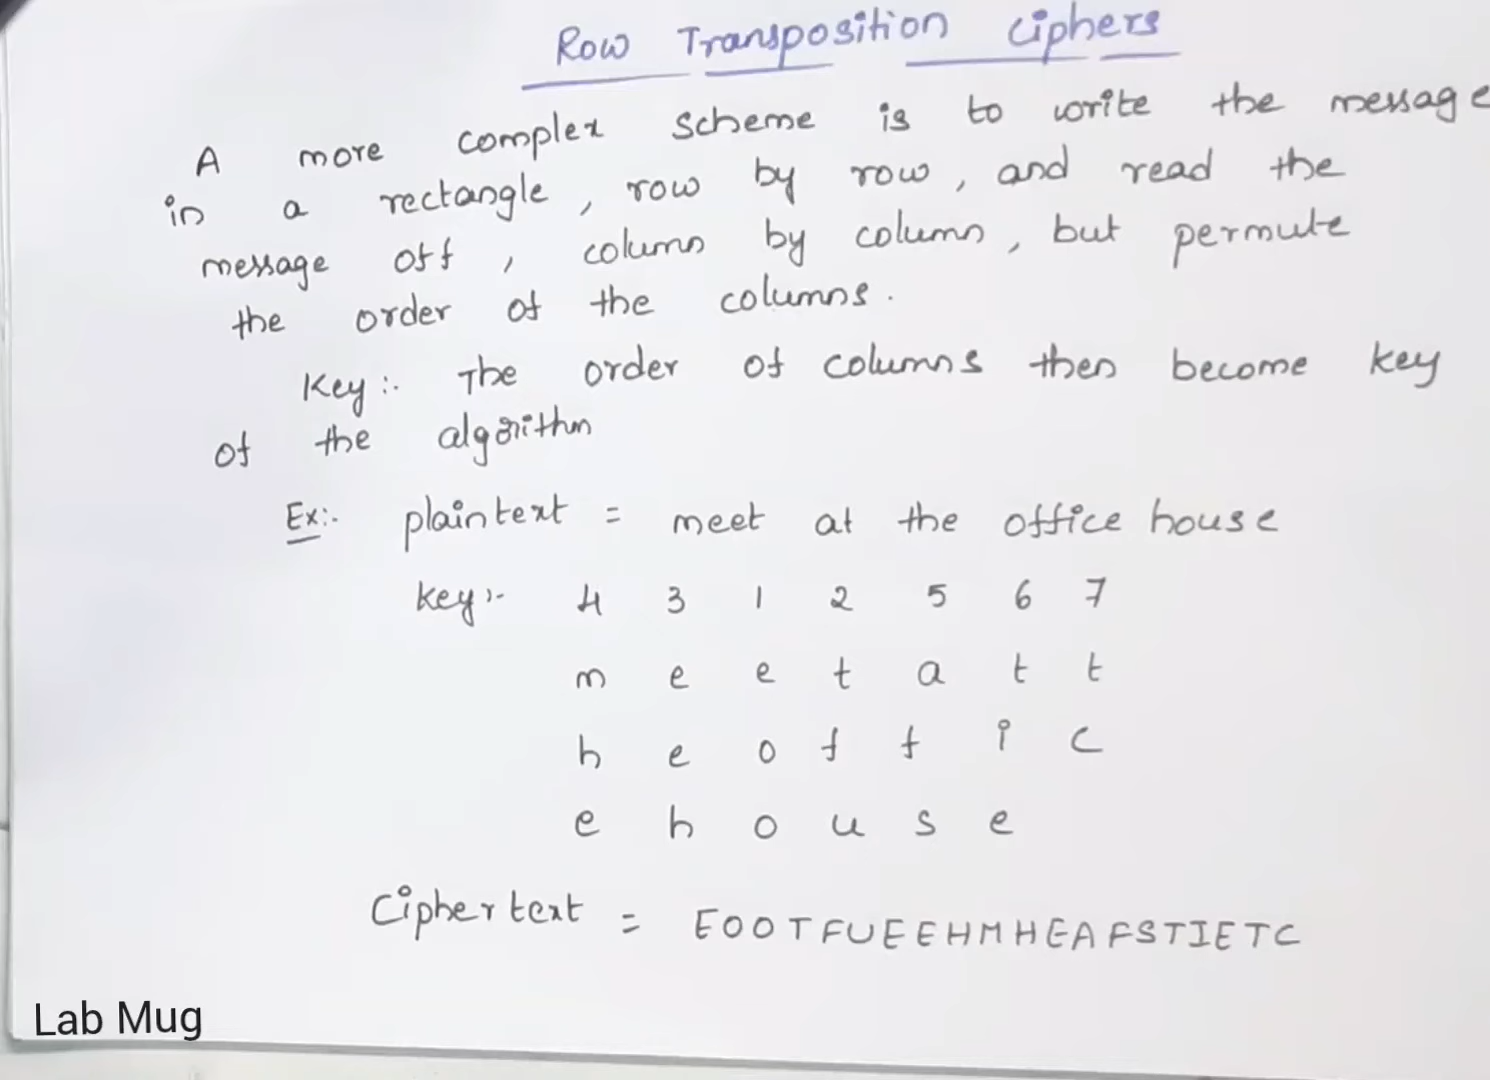 Row Transposition Ciphers
A more complex scheme is to write the message
in a rectangle, row by row, and read the
message off, column by column, but permute
the order of the columns.
Key:- The order of columns then become key
of the algorithm
Ex:- plaintext = meet at the office house
key:- 4 3 1 2 5 6 7
m e e t a t t
h e o f f i c
e h o u s e
Ciphertext = EOOTFUEEHMHEAFSTIETC
Lab Mug